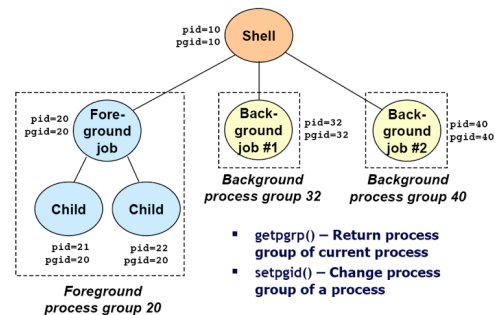 pid=10
pgid=10
Shell
pid=20
pgid=20
Fore-
ground
job
Back-
ground
job #1
pid=32
pgid=32
Back-
ground
job #2
pid=40
pgid=40
Background
process group 32
Background
process group 40
Child
Child
pid=21
pgid=20
pid=22
pgid=20
Foreground
process group 20
▪ getpgrp() – Return process
group of current process
▪ setpgid() – Change process
group of a process